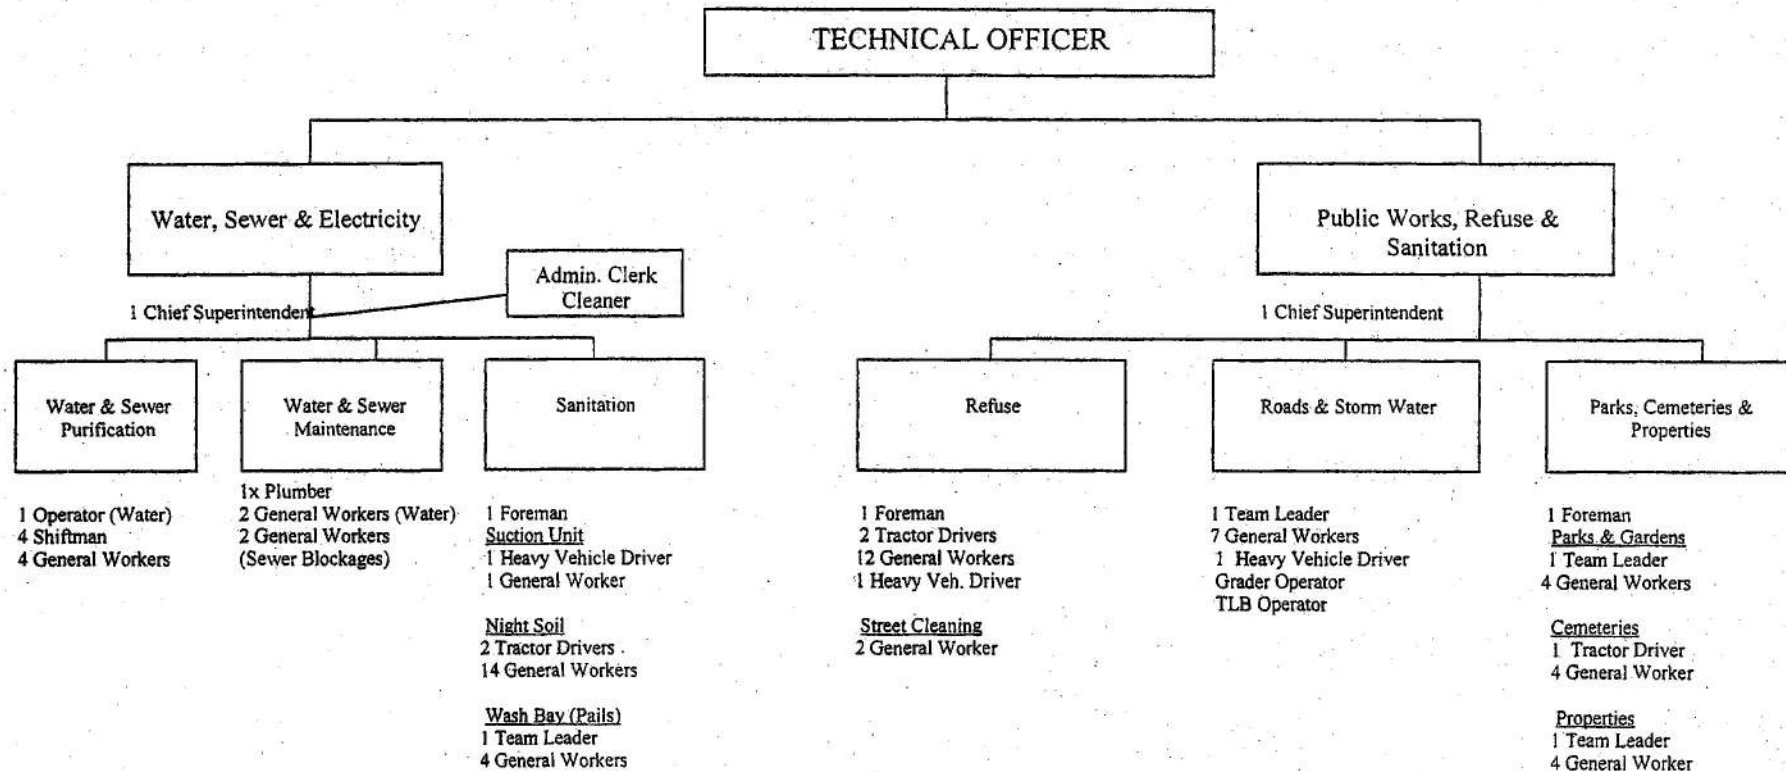 TECHNICAL OFFICER
Water, Sewer & Electricity
Public Works, Refuse &
Sanitation
Admin. Clerk
Cleaner
1 Chief Superintendent
1 Chief Superintendent
Water & Sewer
Purification
1 Operator (Water)
4 Shiftman
4 General Workers
Water & Sewer
Maintenance
1x Plumber
2 General Workers (Water)
2 General Workers
(Sewer Blockages)
Sanitation
1 Foreman
Suction Unit
1 Heavy Vehicle Driver
1 General Worker
Night Soil
2 Tractor Drivers
14 General Workers
Wash Bay (Pails)
1 Team Leader
4 General Workers
Refuse
1 Foreman
2 Tractor Drivers
12 General Workers
1 Heavy Veh. Driver
Street Cleaning
2 General Worker
Roads & Storm Water
1 Team Leader
7 General Workers
1 Heavy Vehicle Driver
Grader Operator
TLB Operator
Parks, Cemeteries &
Properties
1 Foreman
Parks & Gardens
1 Team Leader
4 General Workers
Cemeteries
1 Tractor Driver
4 General Worker
Properties
1 Team Leader
4 General Worker